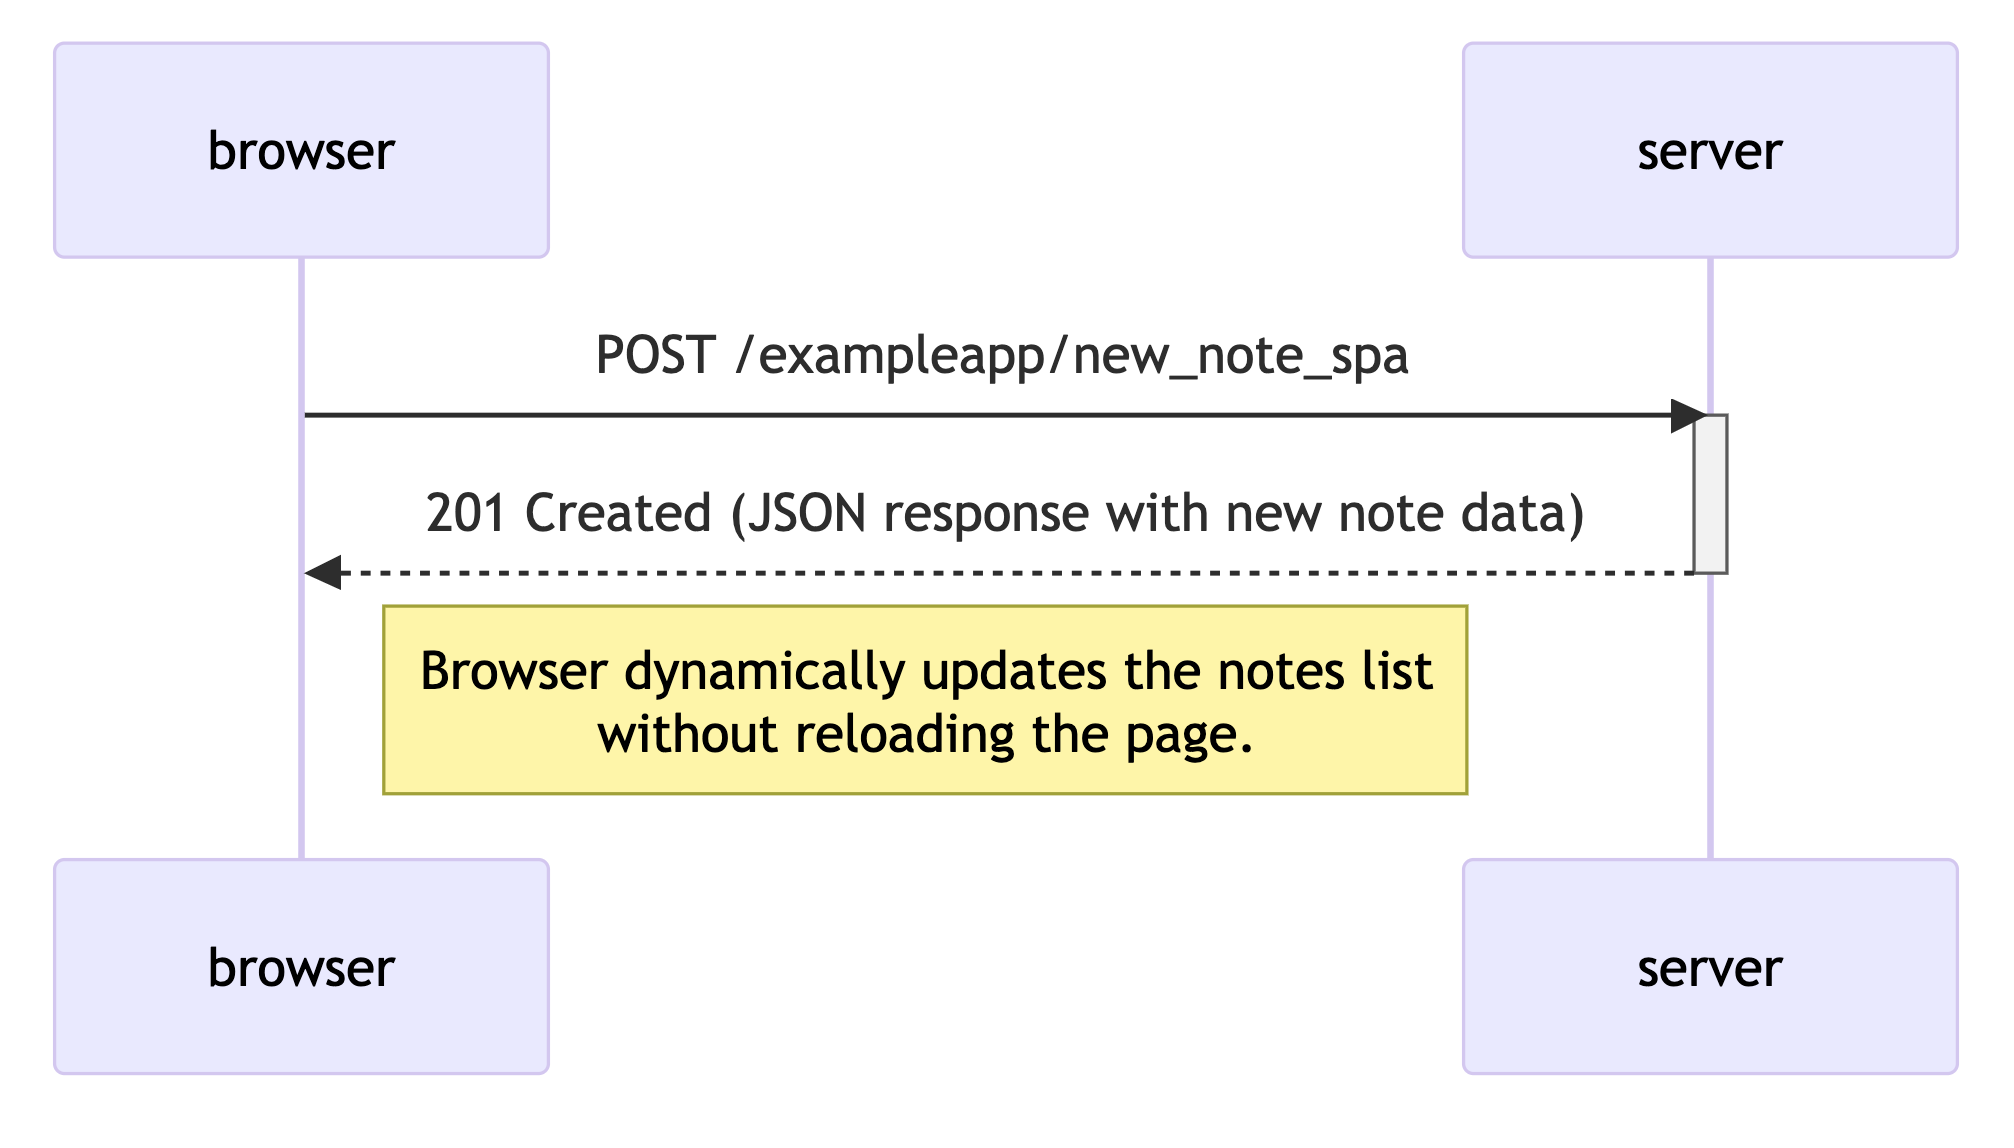 browser
server
POST /exampleapp/new_note_spa
201 Created (JSON response with new note data)
Browser dynamically updates the notes list
without reloading the page.
browser
server